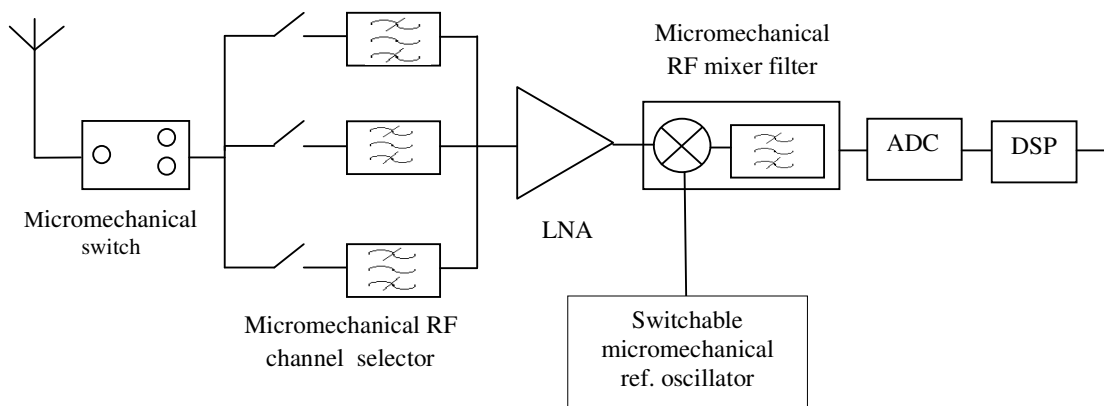 Micromechanical
RF mixer filter
ADC
DSP
LNA
Micromechanical
switch
Micromechanical RF
channel selector
Switchable
micromechanical
ref. oscillator